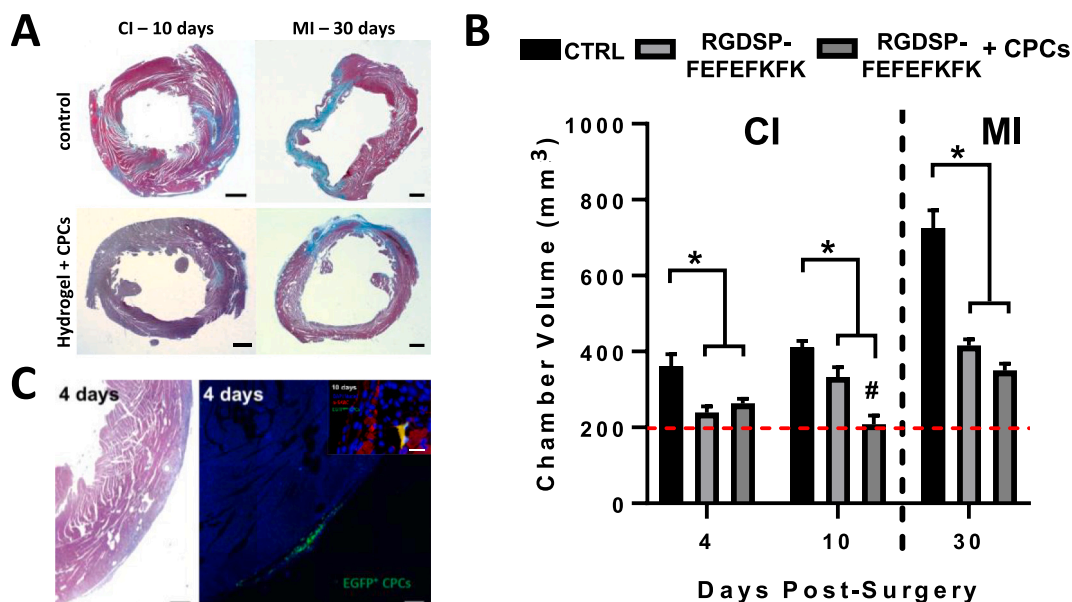 A
CI – 10 days
MI – 30 days
control
Hydrogel + CPCs
B
CTRL
RGDSP-
FEFEFKFK
RGDSP-
FEFEFKFK
+ CPCs
CI
MI
Chamber Volume (mm³)
1000
800
600
400
200
0
*
*
#
*
4
10
30
Days Post-Surgery
C
4 days
4 days
10 days
EGFP⁺ CPCs